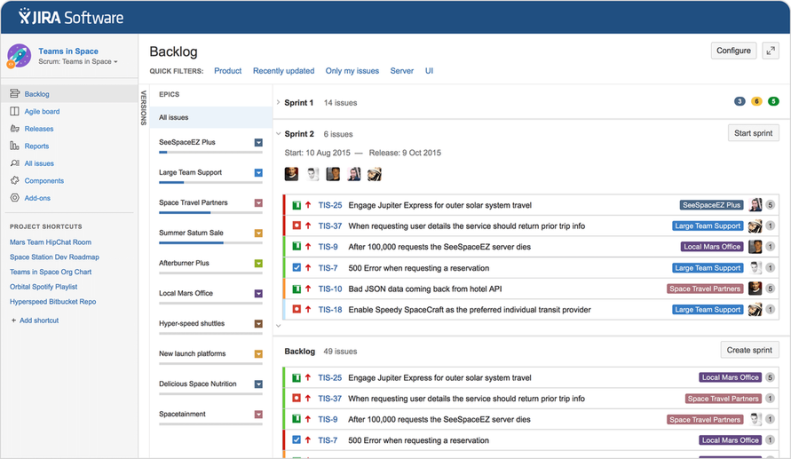 JIRA Software
Teams in Space
Scrum: Teams in Space
Backlog
Agile board
Releases
Reports
All issues
Components
Add-ons
PROJECT SHORTCUTS
Mars Team HipChat Room
Space Station Dev Roadmap
Teams in Space Org Chart
Orbital Spotify Playlist
Hyperspeed Bitbucket Repo
+ Add shortcut
Backlog
Configure
QUICK FILTERS: Product Recently updated Only my issues Server UI
VERSIONS
EPICS
All issues
SeeSpaceEZ Plus
Large Team Support
Space Travel Partners
Summer Saturn Sale
Afterburner Plus
Local Mars Office
Hyper-speed shuttles
New launch platforms
Delicious Space Nutrition
Spacetainment
Sprint 1 14 issues 3 6 5
Sprint 2 6 issues Start sprint
Start: 10 Aug 2015 — Release: 9 Oct 2015
TIS-25 Engage Jupiter Express for outer solar system travel SeeSpaceEZ Plus 5
TIS-37 When requesting user details the service should return prior trip info Large Team Support 1
TIS-9 After 100,000 requests the SeeSpaceEZ server dies Local Mars Office 1
TIS-7 500 Error when requesting a reservation Large Team Support 1
TIS-10 Bad JSON data coming back from hotel API Space Travel Partners 5
TIS-18 Enable Speedy SpaceCraft as the preferred individual transit provider Large Team Support 1
Backlog 49 issues Create sprint
TIS-25 Engage Jupiter Express for outer solar system travel Local Mars Office 5
TIS-37 When requesting user details the service should return prior trip info Space Travel Partners 1
TIS-9 After 100,000 requests the SeeSpaceEZ server dies Space Travel Partners 1
TIS-7 500 Error when requesting a reservation Local Mars Office 1